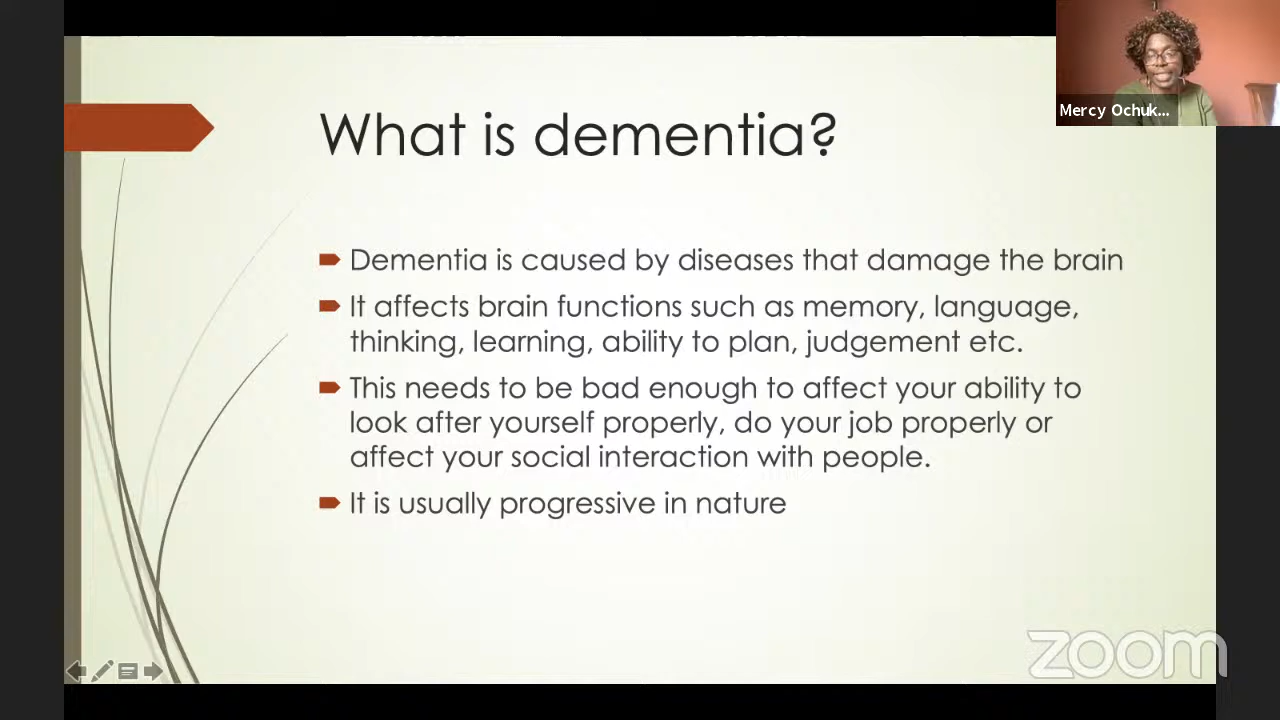 Mercy Ochuk...
What is dementia?
Dementia is caused by diseases that damage the brain
It affects brain functions such as memory, language,
thinking, learning, ability to plan, judgement etc.
This needs to be bad enough to affect your ability to
look after yourself properly, do your job properly or
affect your social interaction with people.
It is usually progressive in nature
zoom